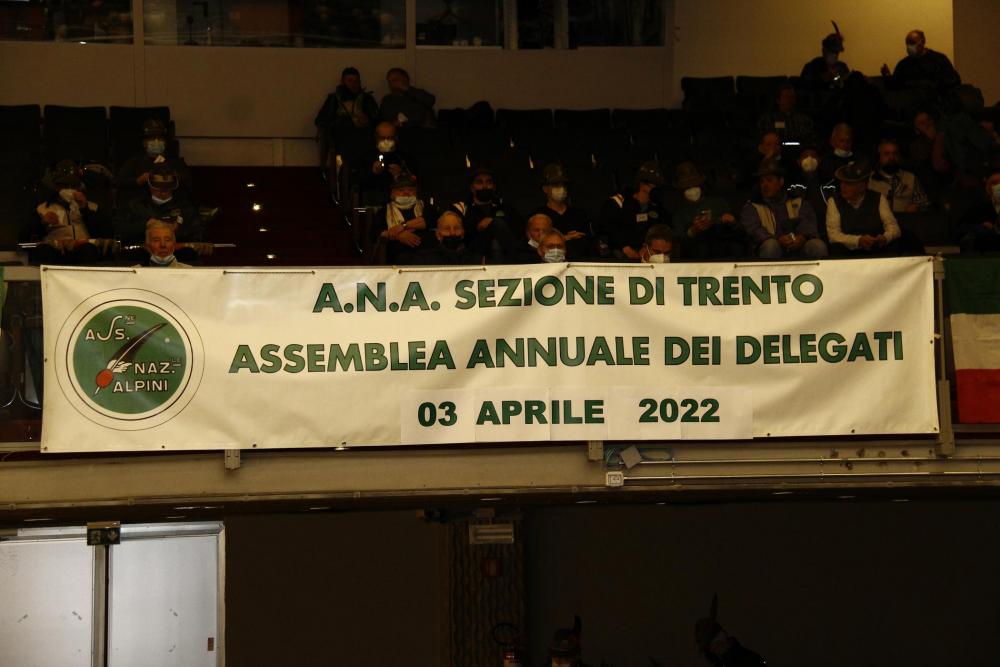 A.N.A. SEZIONE DI TRENTO
ASSEMBLEA ANNUALE DEI DELEGATI
03 APRILE 2022
ASS.NE
NAZ.LE
ALPINI